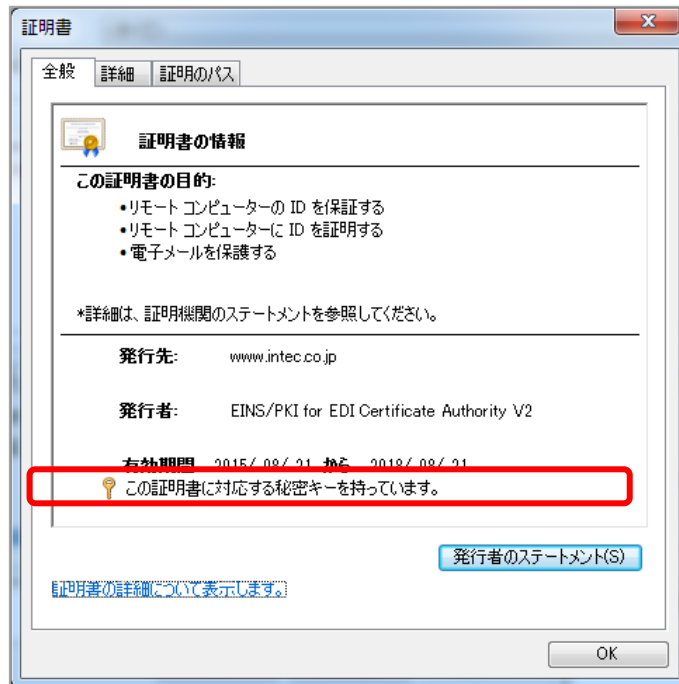 証明書
全般 詳細 証明のパス
証明書の情報
この証明書の目的:
•リモート コンピューターの ID を保証する
•リモート コンピューターに ID を証明する
•電子メールを保護する
*詳細は、証明機関のステートメントを参照してください。
発行先: www.intec.co.jp
発行者: EINS/PKI for EDI Certificate Authority V2
有効期間 2015/ 08/ 21 から 2018/ 08/ 21
この証明書に対応する秘密キーを持っています。
発行者のステートメント(S)
証明書の詳細について表示します。
OK